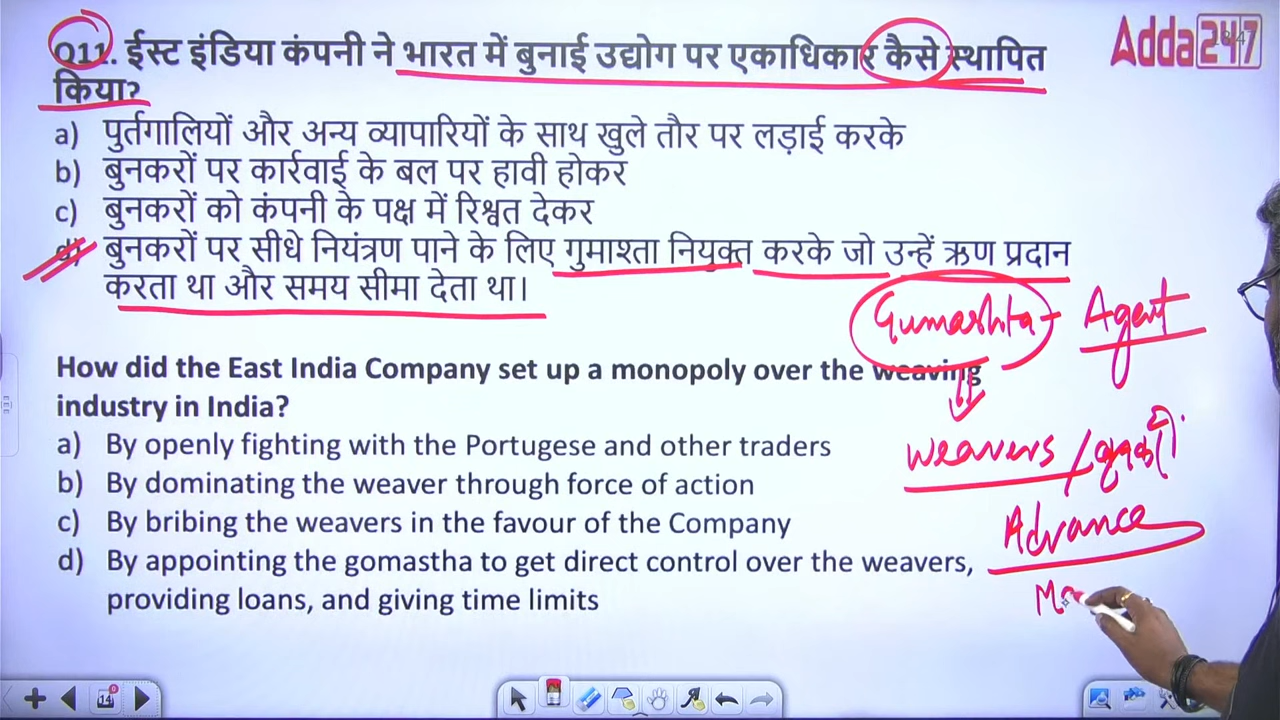 Q11. ईस्ट इंडिया कंपनी ने भारत में बुनाई उद्योग पर एकाधिकार कैसे स्थापित
किया?
a) पुर्तगालियों और अन्य व्यापारियों के साथ खुले तौर पर लड़ाई करके
b) बुनकरों पर कार्रवाई के बल पर हावी होकर
c) बुनकरों को कंपनी के पक्ष में रिश्वत देकर
d) बुनकरों पर सीधे नियंत्रण पाने के लिए गुमाश्ता नियुक्त करके जो उन्हें ऋण प्रदान
करता था और समय सीमा देता था।
Gumashta - Agent
How did the East India Company set up a monopoly over the weaving
industry in India?
a) By openly fighting with the Portugese and other traders
b) By dominating the weaver through force of action
c) By bribing the weavers in the favour of the Company
d) By appointing the gomastha to get direct control over the weavers,
providing loans, and giving time limits
weavers /
Advance
Adda247
14